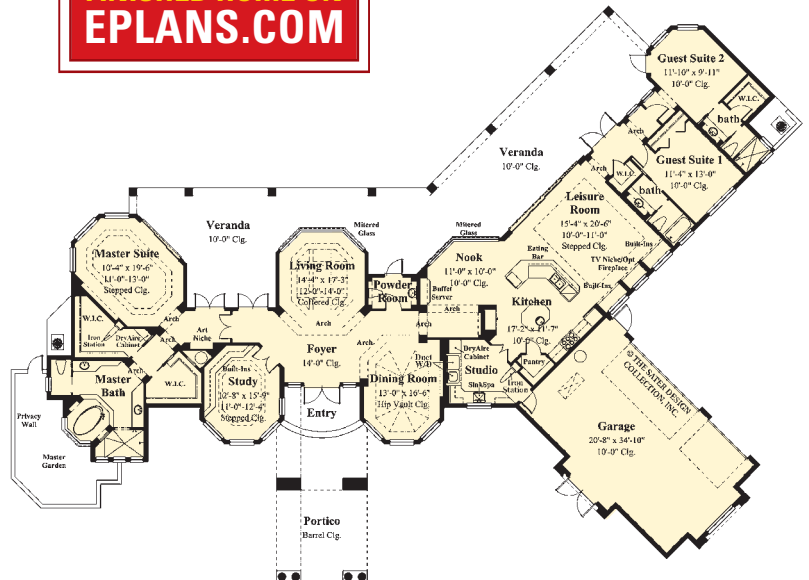 EPLANS.COM
Guest Suite 2
11'-10" x 9'-11"
10'-0" Clg.
W.I.C.
bath
Arch
Guest Suite 1
11'-4" x 13'-0"
10'-0" Clg.
W.I.C.
bath
Arch
Veranda
10'-0" Clg.
Leisure
Room
15'-4" x 20'-6"
10'-0"-11'-0"
Stepped Clg.
Built-Ins
TV Niche/Opt
Fireplace
Built-Ins
Eating
Bar
Veranda
10'-0" Clg.
Mitered
Glass
Mitered
Glass
Master Suite
10'-4" x 19'-6"
11'-0"-13'-0"
Stepped Clg.
Living Room
14'-4" x 17'-3"
12'-0"-14'-0"
Coffered Clg.
Nook
11'-0" x 10'-0"
10'-0" Clg.
Powder
Room
Buffet
Server
Arch
Kitchen
17'-2" x 11'-7"
10'-0" Clg.
Pantry
W.I.C.
Iron
Station
DryAire
Cabinet
Arch
Arch
Art
Niche
Arch
Arch
Arch
Foyer
14'-0" Clg.
Duct
W/D
DryAire
Cabinet
Studio
Sink/Spa
Iron
Station
Master
Bath
W.I.C.
Built-Ins
Study
12'-8" x 15'-9"
11'-0"-12'-4"
Stepped Clg.
Dining Room
13'-0" x 16'-6"
Hip Vault Clg.
Entry
Privacy
Wall
Master
Garden
© THE SATER DESIGN
COLLECTION, INC.
Garage
20'-8" x 34'-10"
10'-0" Clg.
Portico
Barrel Clg.